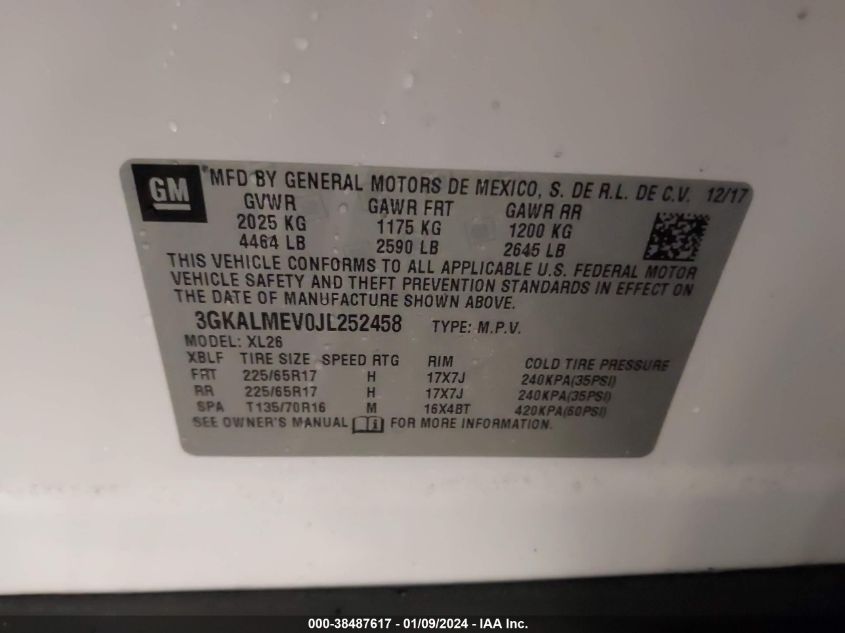 GM
MFD BY GENERAL MOTORS DE MEXICO, S. DE R.L. DE C.V. 12/17
GVWR GAWR FRT GAWR RR
2025 KG 1175 KG 1200 KG
4464 LB 2590 LB 2645 LB
THIS VEHICLE CONFORMS TO ALL APPLICABLE U.S. FEDERAL MOTOR
VEHICLE SAFETY AND THEFT PREVENTION STANDARDS IN EFFECT ON
THE DATE OF MANUFACTURE SHOWN ABOVE.
3GKALMEV0JL252458 TYPE: M.P.V.
MODEL: XL26
XBLF TIRE SIZE SPEED RTG RIM COLD TIRE PRESSURE
FRT 225/65R17 H 17X7J 240KPA(35PSI)
RR 225/65R17 H 17X7J 240KPA(35PSI)
SPA T135/70R16 M 16X4BT 420KPA(60PSI)
SEE OWNER'S MANUAL FOR MORE INFORMATION.
000-38487617 - 01/09/2024 - IAA Inc.